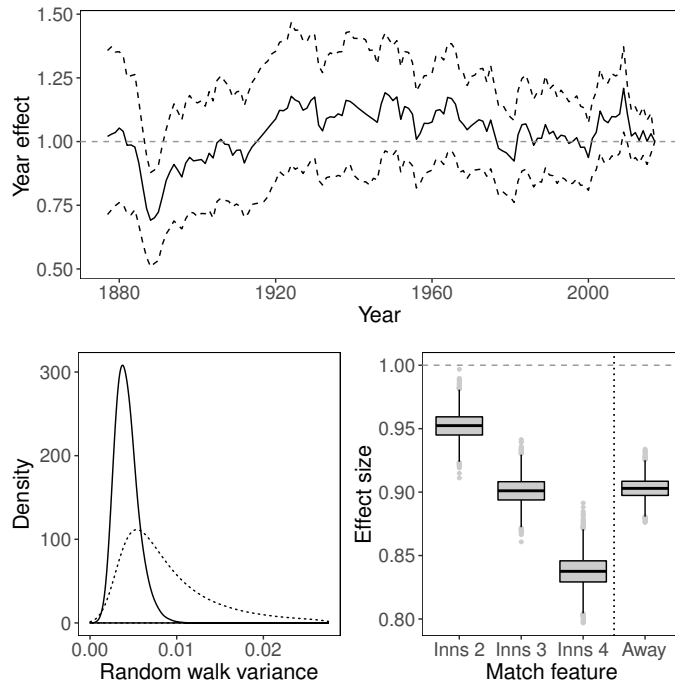 1.50
1.25
1.00
0.75
0.50
Year effect
1880 1920 1960 2000
Year
300
200
100
0
Density
0.00 0.01 0.02
Random walk variance
1.00
0.95
0.90
0.85
0.80
Effect size
Inns 2 Inns 3 Inns 4 Away
Match feature